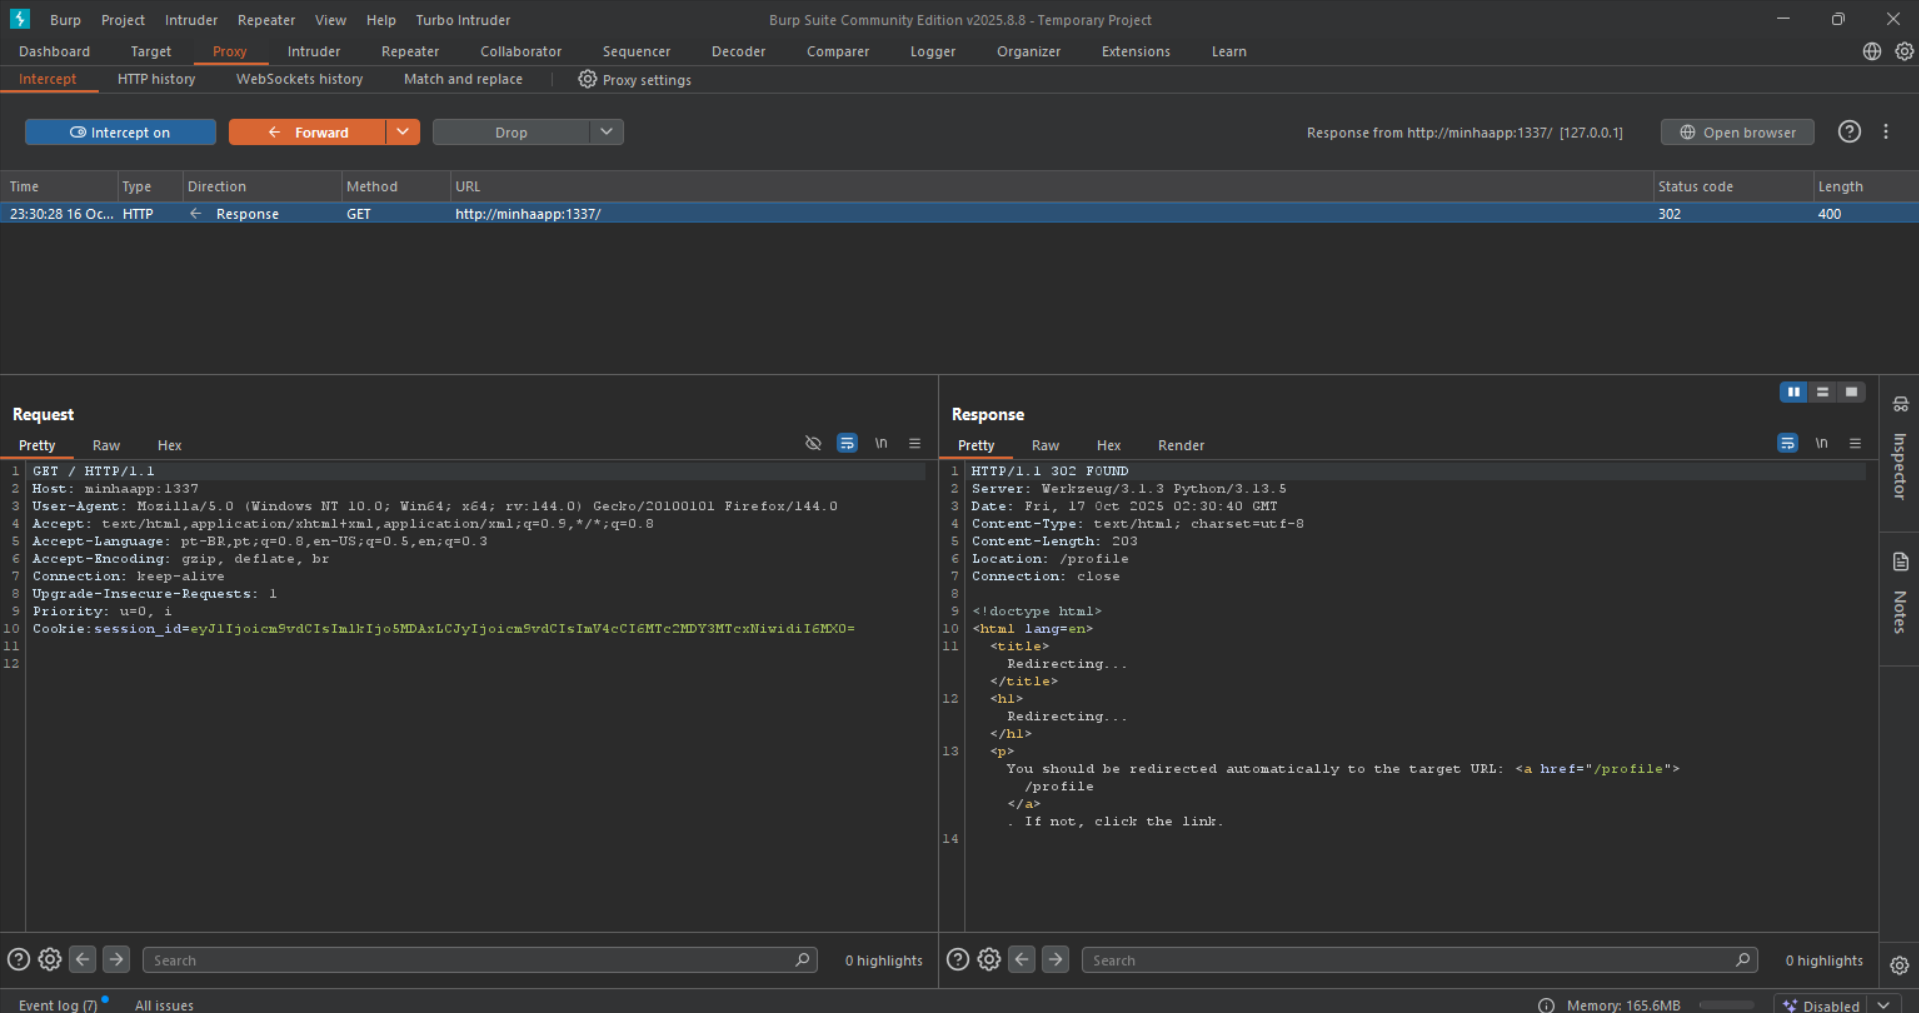 Burp Project Intruder Repeater View Help Turbo Intruder Burp Suite Community Edition v2025.8.8 - Temporary Project
Dashboard Target Proxy Intruder Repeater Collaborator Sequencer Decoder Comparer Logger Organizer Extensions Learn
Intercept HTTP history WebSockets history Match and replace Proxy settings
Intercept on Forward Drop Response from http://minhaapp:1337/ [127.0.0.1] Open browser
Time Type Direction Method URL Status code Length
23:30:28 16 Oc... HTTP Response GET http://minhaapp:1337/ 302 400
Request
Pretty Raw Hex \n
1 GET / HTTP/1.1
2 Host: minhaapp:1337
3 User-Agent: Mozilla/5.0 (Windows NT 10.0; Win64; x64; rv:144.0) Gecko/20100101 Firefox/144.0
4 Accept: text/html,application/xhtml+xml,application/xml;q=0.9,*/*;q=0.8
5 Accept-Language: pt-BR,pt;q=0.8,en-US;q=0.5,en;q=0.3
6 Accept-Encoding: gzip, deflate, br
7 Connection: keep-alive
8 Upgrade-Insecure-Requests: 1
9 Priority: u=0, i
10 Cookie:session_id=eyJ1Ijoicm9vdCIsImlkIjo5MDAxLCJyIjoicm9vdCIsImV4cCI6MTc2MDY3MTcxNiwidiI6MX0=
11
12
Response
Pretty Raw Hex Render \n
1 HTTP/1.1 302 FOUND
2 Server: Werkzeug/3.1.3 Python/3.13.5
3 Date: Fri, 17 Oct 2025 02:30:40 GMT
4 Content-Type: text/html; charset=utf-8
5 Content-Length: 203
6 Location: /profile
7 Connection: close
8
9 <!doctype html>
10 <html lang=en>
11 <title>
Redirecting...
</title>
12 <h1>
Redirecting...
</h1>
13 <p>
You should be redirected automatically to the target URL: <a href="/profile">
/profile
</a>
. If not, click the link.
14
Inspector
Notes
Search 0 highlights
Search 0 highlights
Event log (7) All issues Memory: 165.6MB Disabled